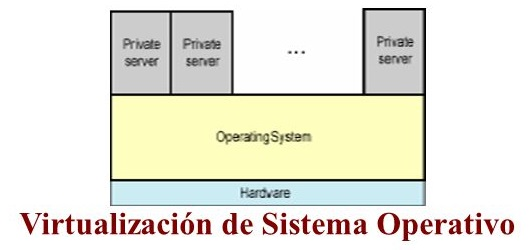 Private server
Private server
...
Private server
OperatingSystem
Hardware
Virtualización de Sistema Operativo